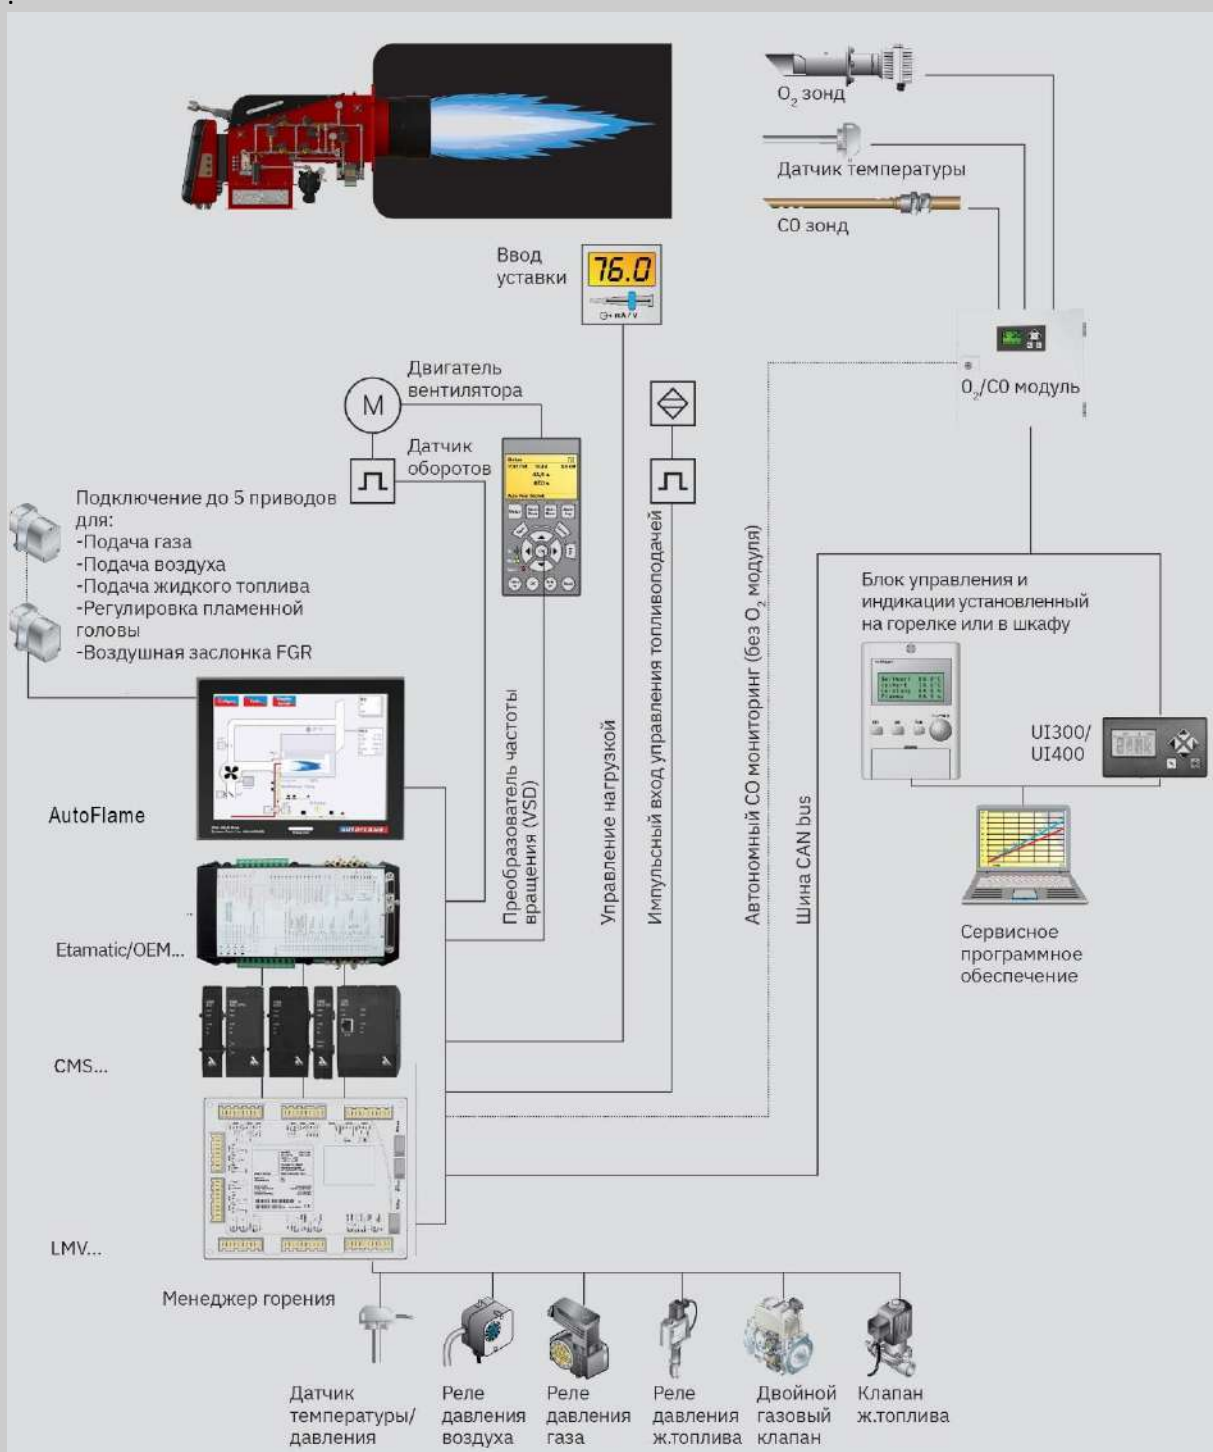 O₂ зонд
Датчик температуры
CO зонд
Ввод
уставки
76.0
mA / V
O₂/CO модуль
Двигатель
вентилятора
M
Датчик
оборотов
Подключение до 5 приводов
для:
-Подача газа
-Подача воздуха
-Подача жидкого топлива
-Регулировка пламенной
головы
-Воздушная заслонка FGR
Преобразователь частоты
вращения (VSD)
Управление нагрузкой
Импульсный вход управления топливоподачей
Автономный CO мониторинг (без O₂ модуля)
Шина CAN bus
Блок управления и
индикации установленный
на горелке или в шкафу
UI300/
UI400
Сервисное
программное
обеспечение
AutoFlame
autoflame
Etamatic/OEM...
CMS...
LMV...
Менеджер горения
Датчик
температуры/
давления
Реле
давления
воздуха
Реле
давления
газа
Реле
давления
ж.топлива
Двойной
газовый
клапан
Клапан
ж.топлива